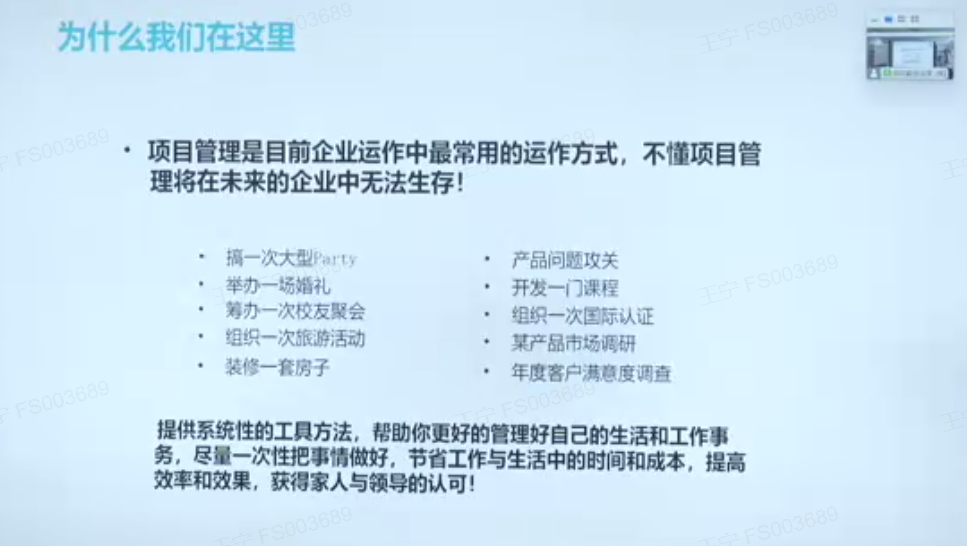 为什么我们在这里
• 项目管理是目前企业运作中最常用的运作方式，不懂项目管
理将在未来的企业中无法生存！
• 搞一次大型Party
• 举办一场婚礼
• 筹办一次校友聚会
• 组织一次旅游活动
• 装修一套房子
• 产品问题攻关
• 开发一门课程
• 组织一次国际认证
• 某产品市场调研
• 年度客户满意度调查
提供系统性的工具方法，帮助你更好的管理好自己的生活和工作事
务，尽量一次性把事情做好，节省工作与生活中的时间和成本，提高
效率和效果，获得家人与领导的认可！
王宁 FS003689